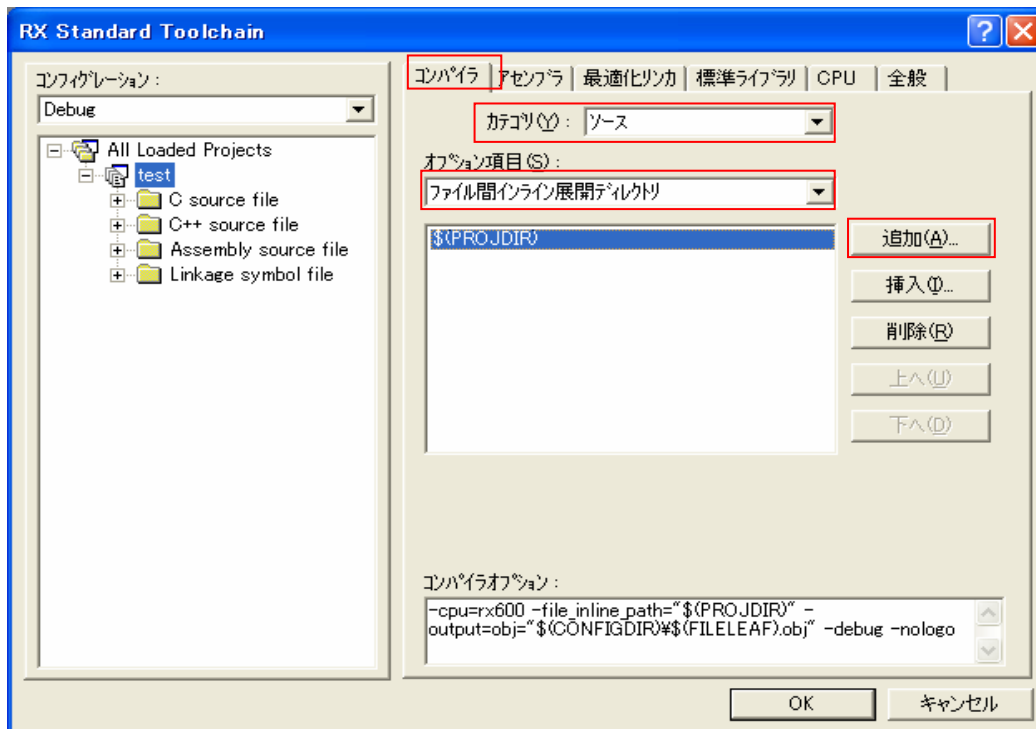 RX Standard Toolchain
コンフィグレーション :
Debug
All Loaded Projects
test
C source file
C++ source file
Assembly source file
Linkage symbol file
コンパイラ アセンブラ 最適化リンカ 標準ライブラリ CPU 全般
カテゴリ(Y) : ソース
オプション項目(S) :
ファイル間インライン展開ディレクトリ
$(PROJDIR)
追加(A)...
挿入(I)...
削除(R)
上へ(U)
下へ(D)
コンパイラオプション :
-cpu=rx600 -file_inline_path="$(PROJDIR)" -
output=obj="$(CONFIGDIR)¥$(FILELEAF).obj" -debug -nologo
OK キャンセル